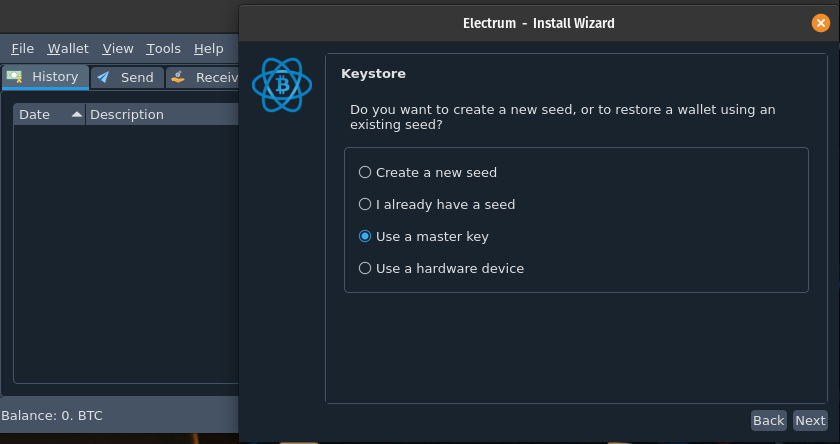 Electrum - Install Wizard
File Wallet View Tools Help
History Send Receiv
Date Description
Keystore
Do you want to create a new seed, or to restore a wallet using an
existing seed?
Create a new seed
I already have a seed
Use a master key
Use a hardware device
Balance: 0. BTC
Back Next